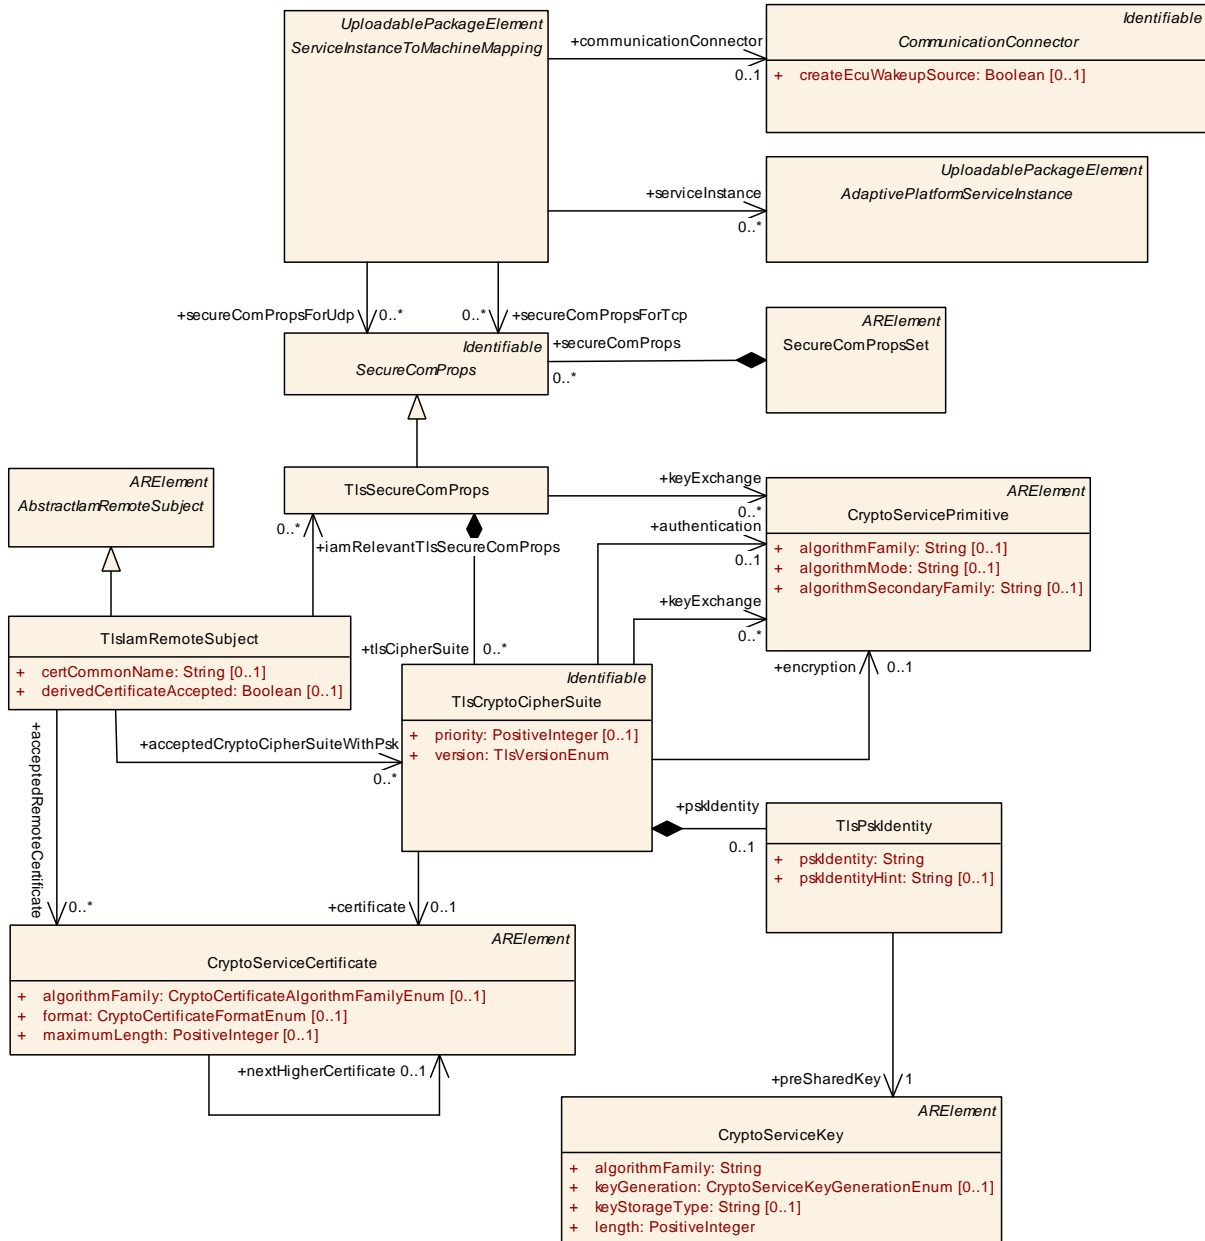 UploadablePackageElement
ServiceInstanceToMachineMapping
+communicationConnector
0..1
Identifiable
CommunicationConnector
+ createEcuWakeupSource: Boolean [0..1]
+serviceInstance
0..*
UploadablePackageElement
AdaptivePlatformServiceInstance
+secureComPropsForUdp
0..*
0..*
+secureComPropsForTcp
Identifiable
SecureComProps
+secureComProps
0..*
ARElement
SecureComPropsSet
ARElement
AbstractIamRemoteSubject
TlsSecureComProps
0..*
+iamRelevantTlsSecureComProps
+keyExchange
0..*
+authentication
0..1
+keyExchange
0..*
+encryption
0..1
ARElement
CryptoServicePrimitive
+ algorithmFamily: String [0..1]
+ algorithmMode: String [0..1]
+ algorithmSecondaryFamily: String [0..1]
TlsIamRemoteSubject
+ certCommonName: String [0..1]
+ derivedCertificateAccepted: Boolean [0..1]
+tlsCipherSuite
0..*
Identifiable
TlsCryptoCipherSuite
+ priority: PositiveInteger [0..1]
+ version: TlsVersionEnum
+acceptedCryptoCipherSuiteWithPsk
0..*
+acceptedRemoteCertificate
0..*
+pskIdentity
0..1
TlsPskIdentity
+ pskIdentity: String
+ pskIdentityHint: String [0..1]
+certificate
0..1
ARElement
CryptoServiceCertificate
+ algorithmFamily: CryptoCertificateAlgorithmFamilyEnum [0..1]
+ format: CryptoCertificateFormatEnum [0..1]
+ maximumLength: PositiveInteger [0..1]
+nextHigherCertificate 0..1
+preSharedKey
1
ARElement
CryptoServiceKey
+ algorithmFamily: String
+ keyGeneration: CryptoServiceKeyGenerationEnum [0..1]
+ keyStorageType: String [0..1]
+ length: PositiveInteger